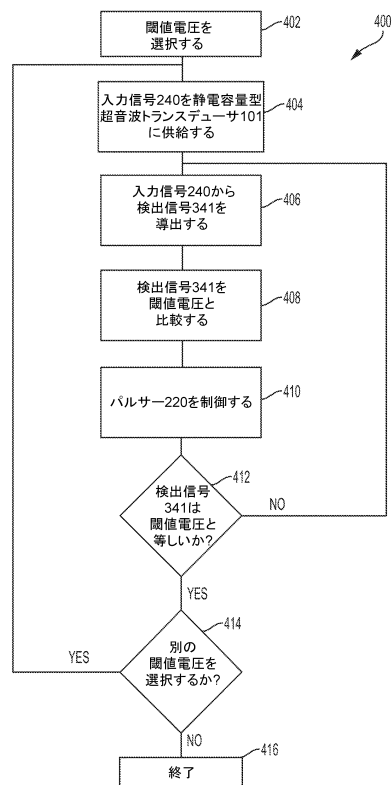 400
閾値電圧を
選択する
402
入力信号240を静電容量型
超音波トランスデューサ101
に供給する
404
入力信号240から
検出信号341を
導出する
406
検出信号341を
閾値電圧と
比較する
408
パルサー220を制御する
410
検出信号
341は
閾値電圧と
等しいか?
412
NO
YES
別の
閾値電圧を
選択するか?
414
YES
NO
終了
416